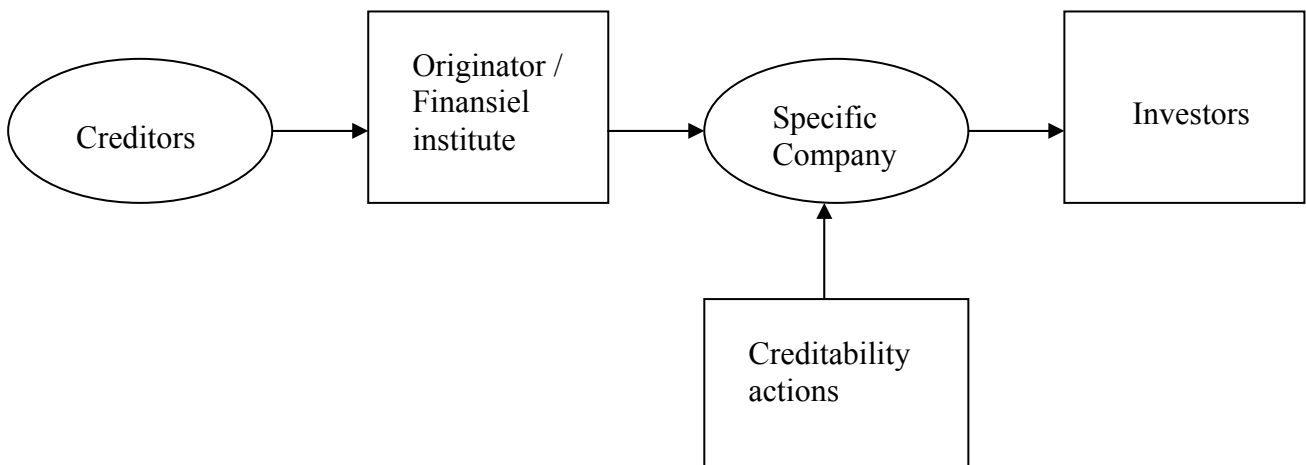 Creditors
Originator /
Finansiel
institute
Specific
Company
Investors
Creditability
actions